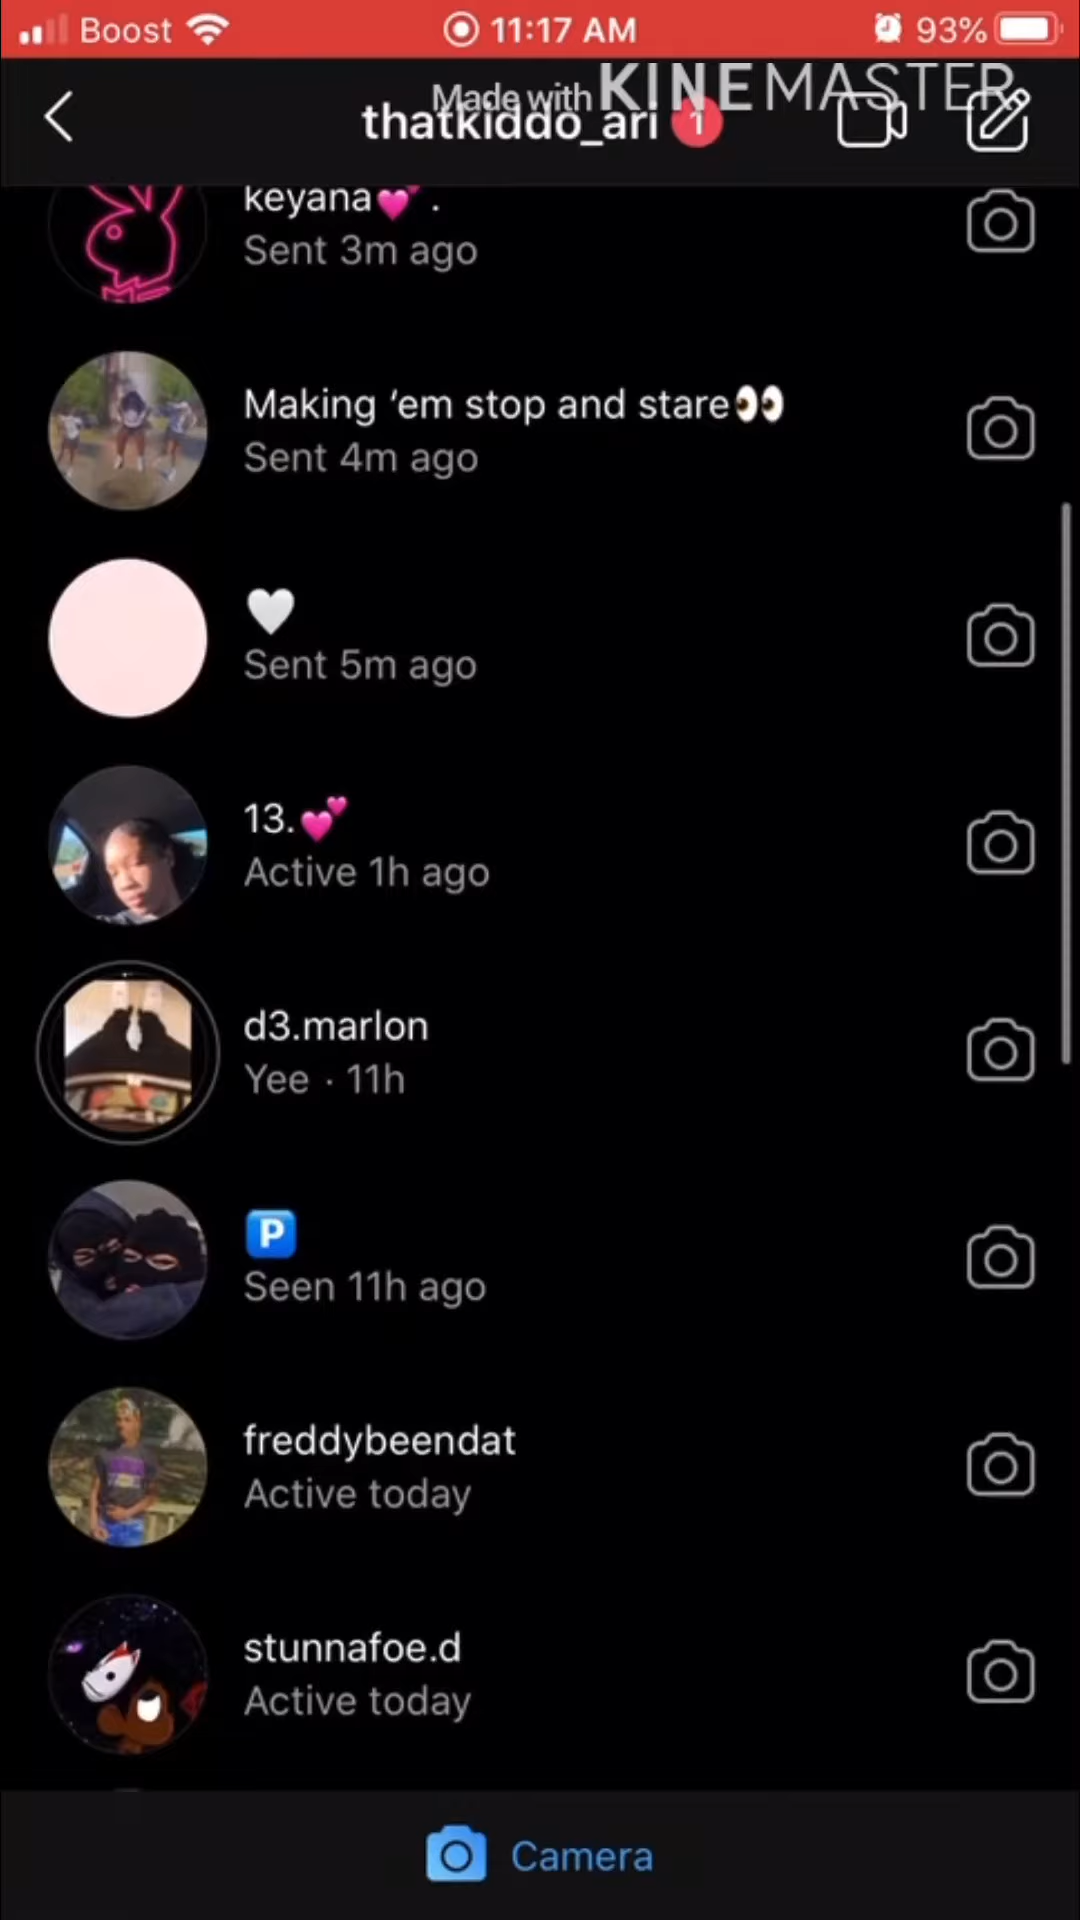 Boost 11:17 AM 93%
Made with KINEMASTER
thatkiddo_ari 1
keyana💕 .
Sent 3m ago
Making ‘em stop and stare👀
Sent 4m ago
🤍
Sent 5m ago
13.💕
Active 1h ago
d3.marlon
Yee · 11h
🅿️
Seen 11h ago
freddybeendat
Active today
stunnafoe.d
Active today
Camera